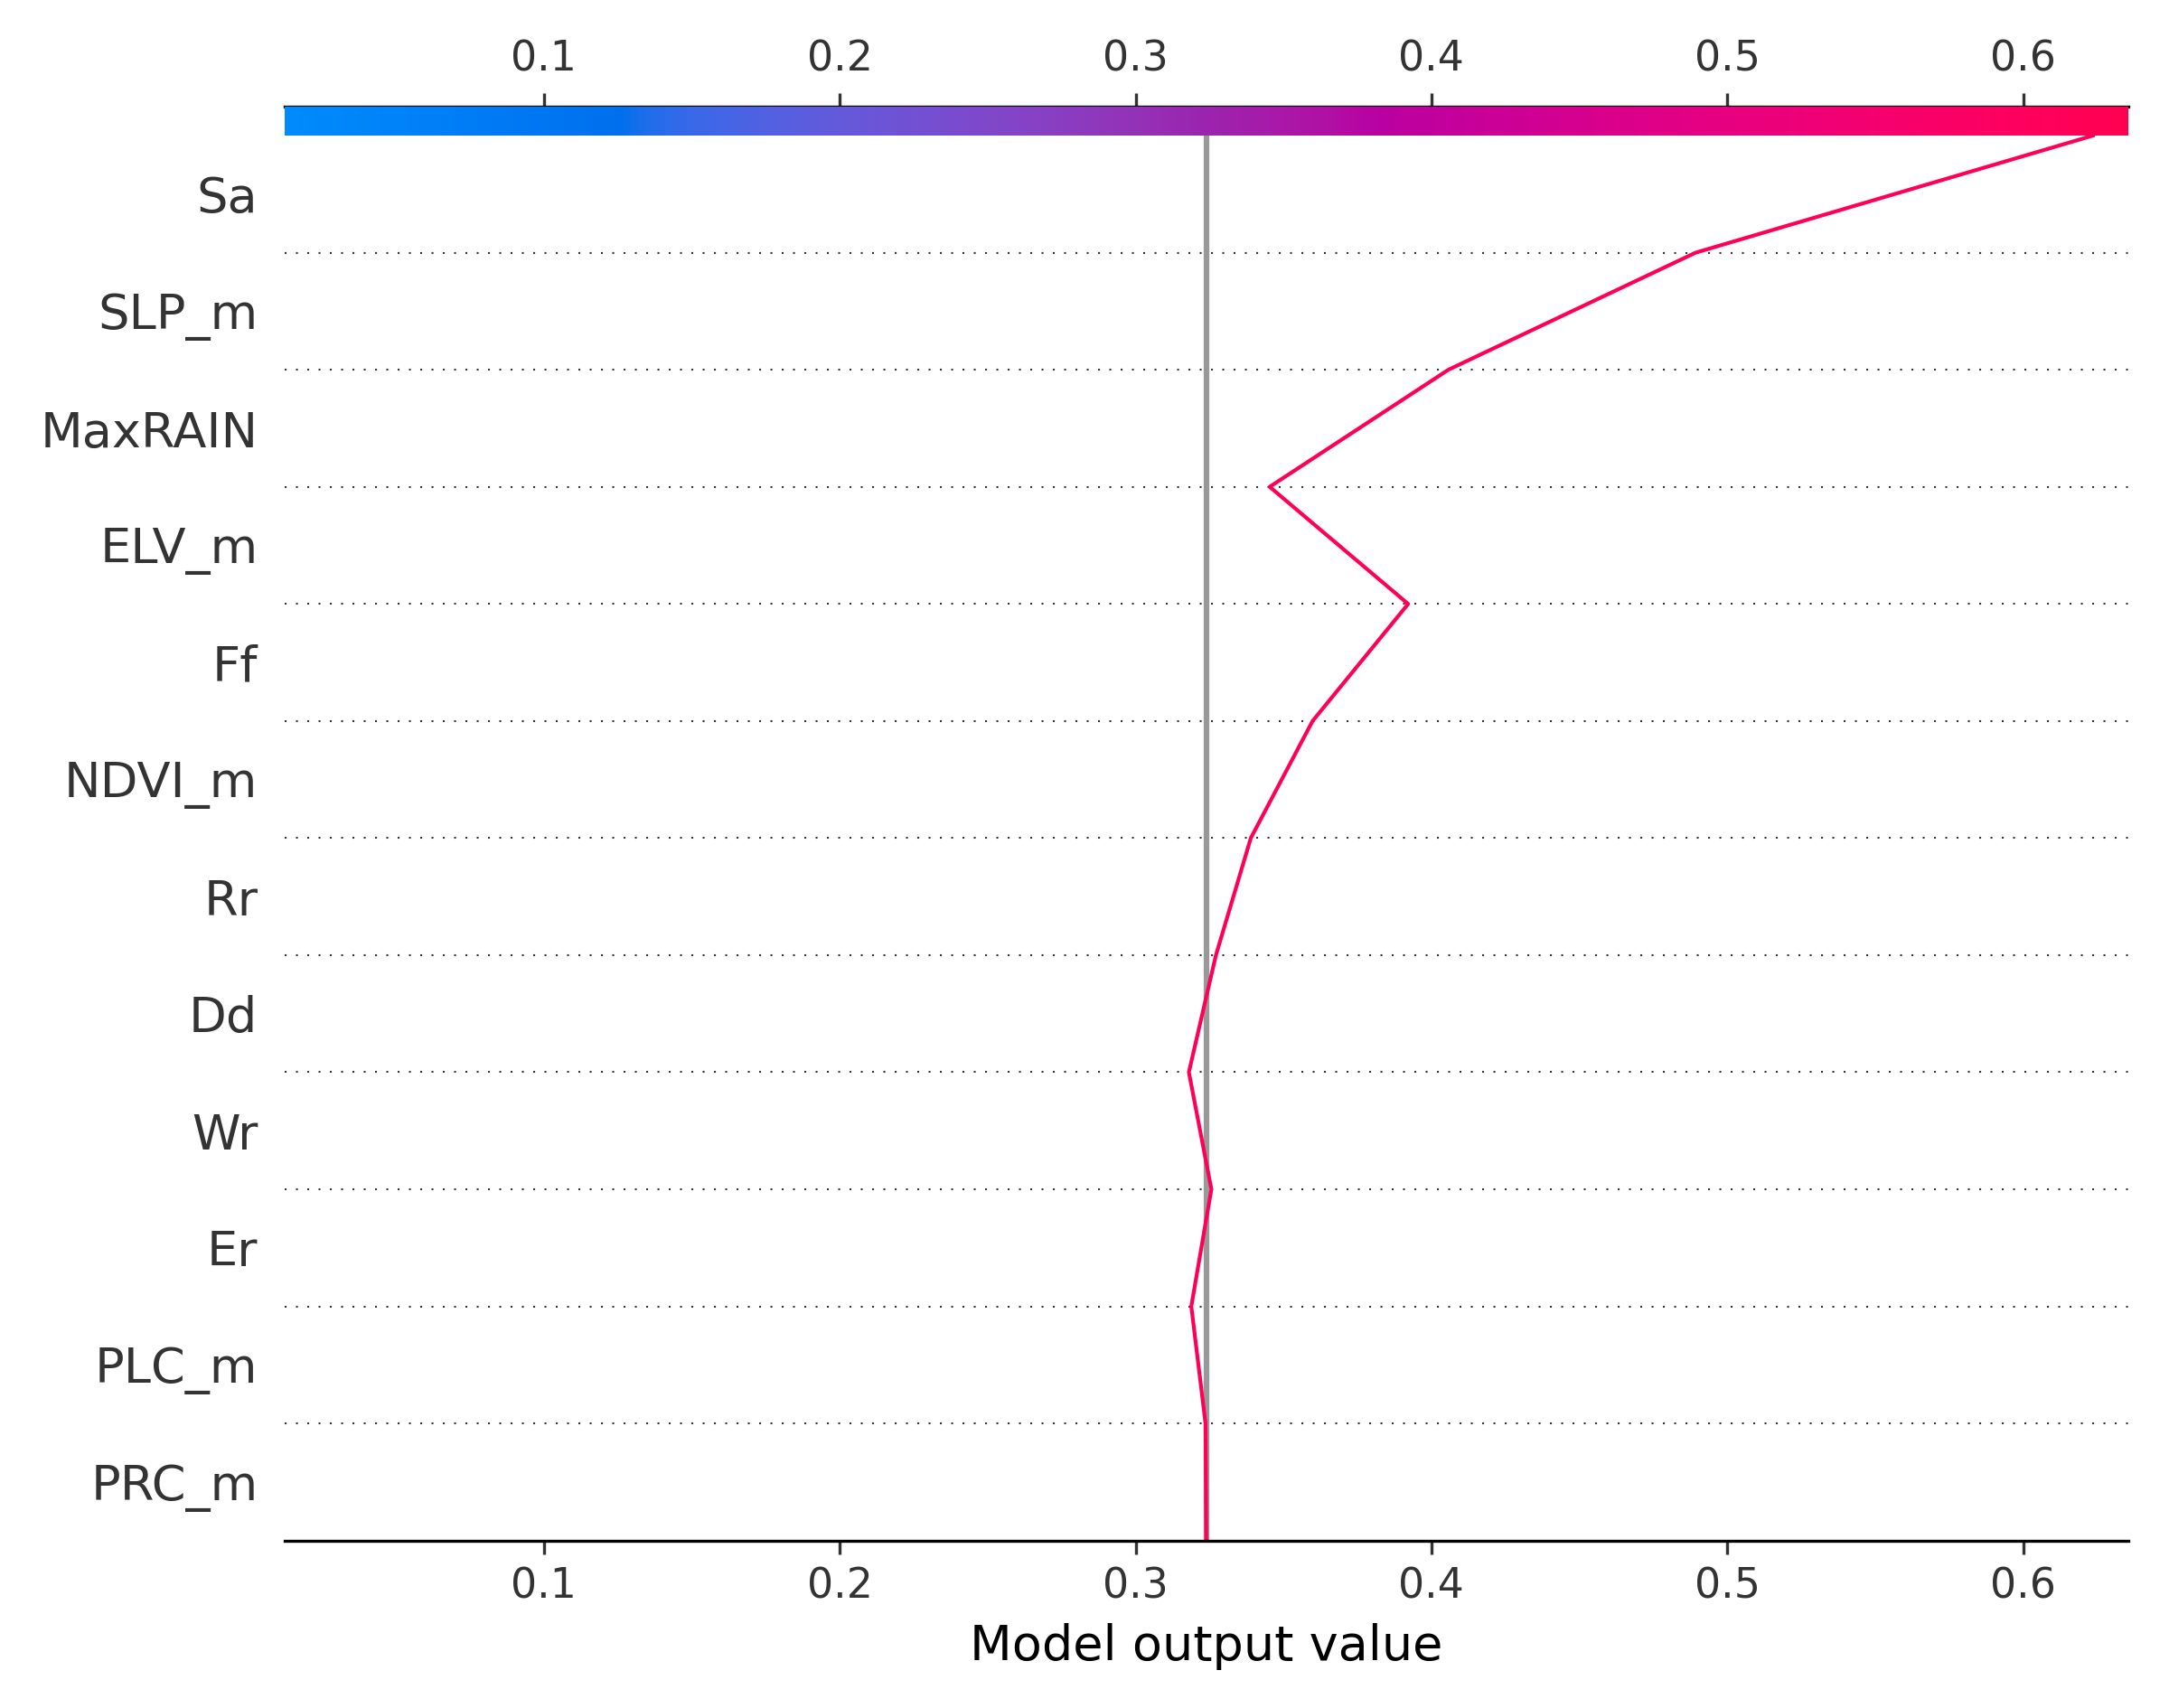 0.1 0.2 0.3 0.4 0.5 0.6
Sa
SLP_m
MaxRAIN
ELV_m
Ff
NDVI_m
Rr
Dd
Wr
Er
PLC_m
PRC_m
0.1 0.2 0.3 0.4 0.5 0.6
Model output value